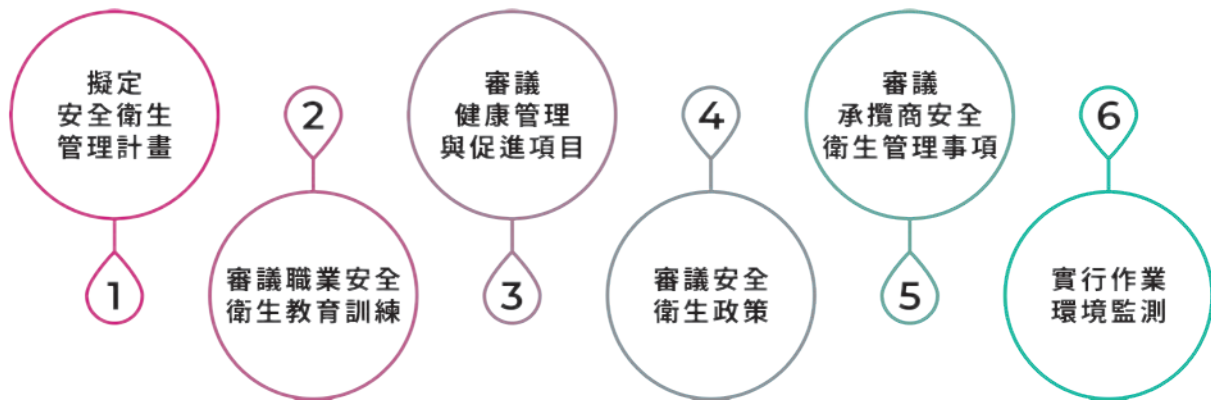 擬定
安全衛生
管理計畫
1
2
審議職業安全
衛生教育訓練
審議
健康管理
與促進項目
3
4
審議安全
衛生政策
審議
承攬商安全
衛生管理事項
5
6
實行作業
環境監測